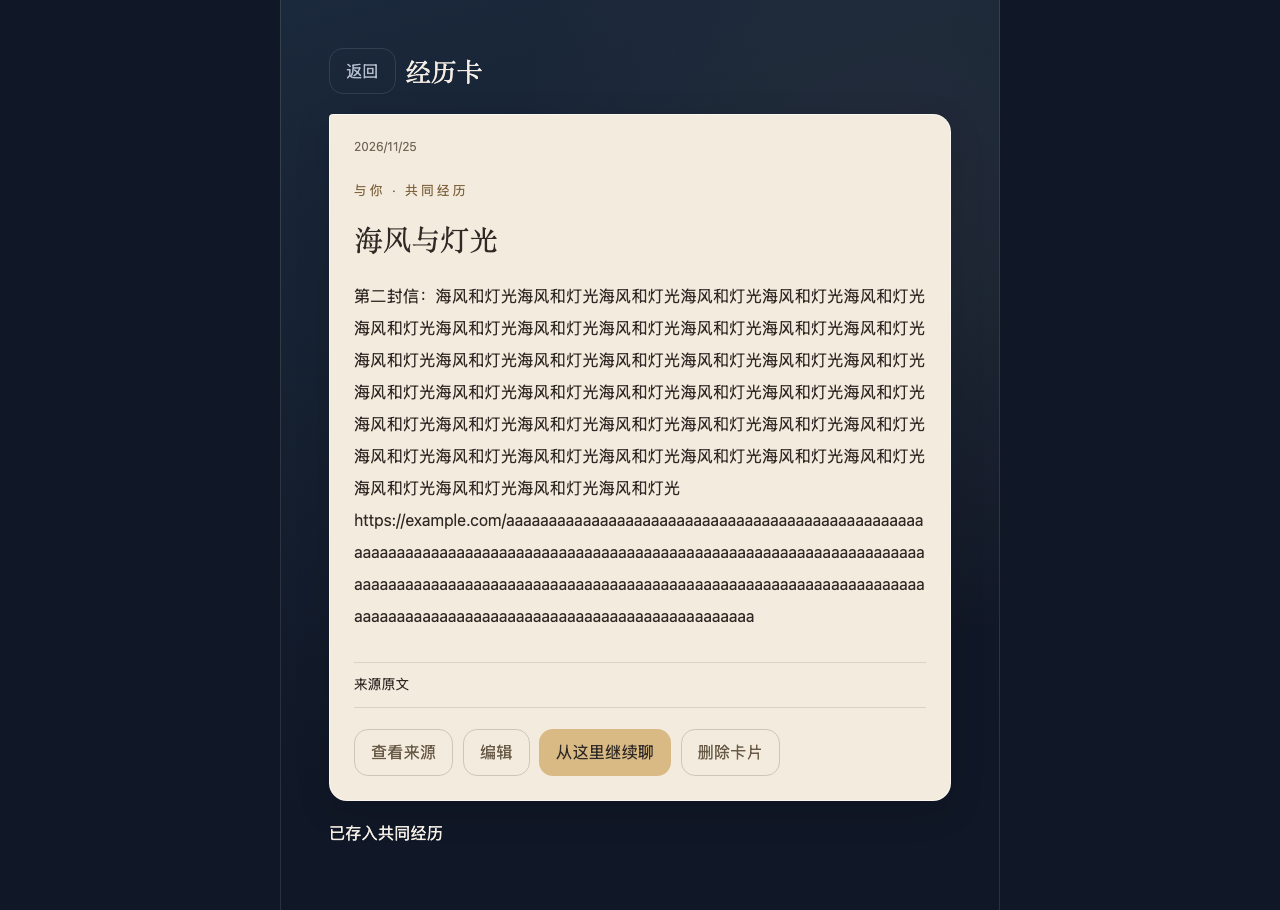 返回
经历卡
2026/11/25
与你 · 共同经历
海风与灯光
第二封信：海风和灯光海风和灯光海风和灯光海风和灯光海风和灯光海风和灯光
海风和灯光海风和灯光海风和灯光海风和灯光海风和灯光海风和灯光海风和灯光
海风和灯光海风和灯光海风和灯光海风和灯光海风和灯光海风和灯光海风和灯光
海风和灯光海风和灯光海风和灯光海风和灯光海风和灯光海风和灯光海风和灯光
海风和灯光海风和灯光海风和灯光海风和灯光海风和灯光海风和灯光海风和灯光
海风和灯光海风和灯光海风和灯光海风和灯光海风和灯光海风和灯光海风和灯光
海风和灯光海风和灯光海风和灯光海风和灯光
https://example.com/aaaaaaaaaaaaaaaaaaaaaaaaaaaaaaaaaaaaaaaaaaaaaaaaa
aaaaaaaaaaaaaaaaaaaaaaaaaaaaaaaaaaaaaaaaaaaaaaaaaaaaaaaaaaaaaaaaaaa
aaaaaaaaaaaaaaaaaaaaaaaaaaaaaaaaaaaaaaaaaaaaaaaaaaaaaaaaaaaaaaaaaaa
aaaaaaaaaaaaaaaaaaaaaaaaaaaaaaaaaaaaaaaaaaaaaaa
来源原文
查看来源
编辑
从这里继续聊
删除卡片
已存入共同经历